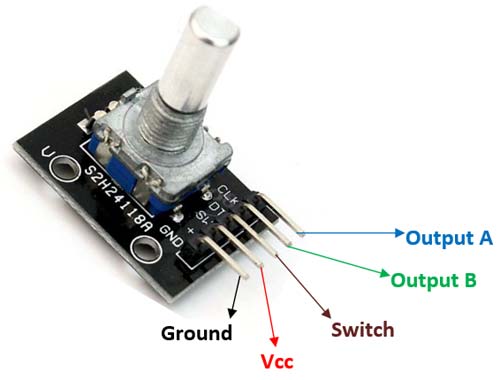 V
S2H24118A
CLK
DT
SW
+
GND
Output A
Output B
Switch
Vcc
Ground